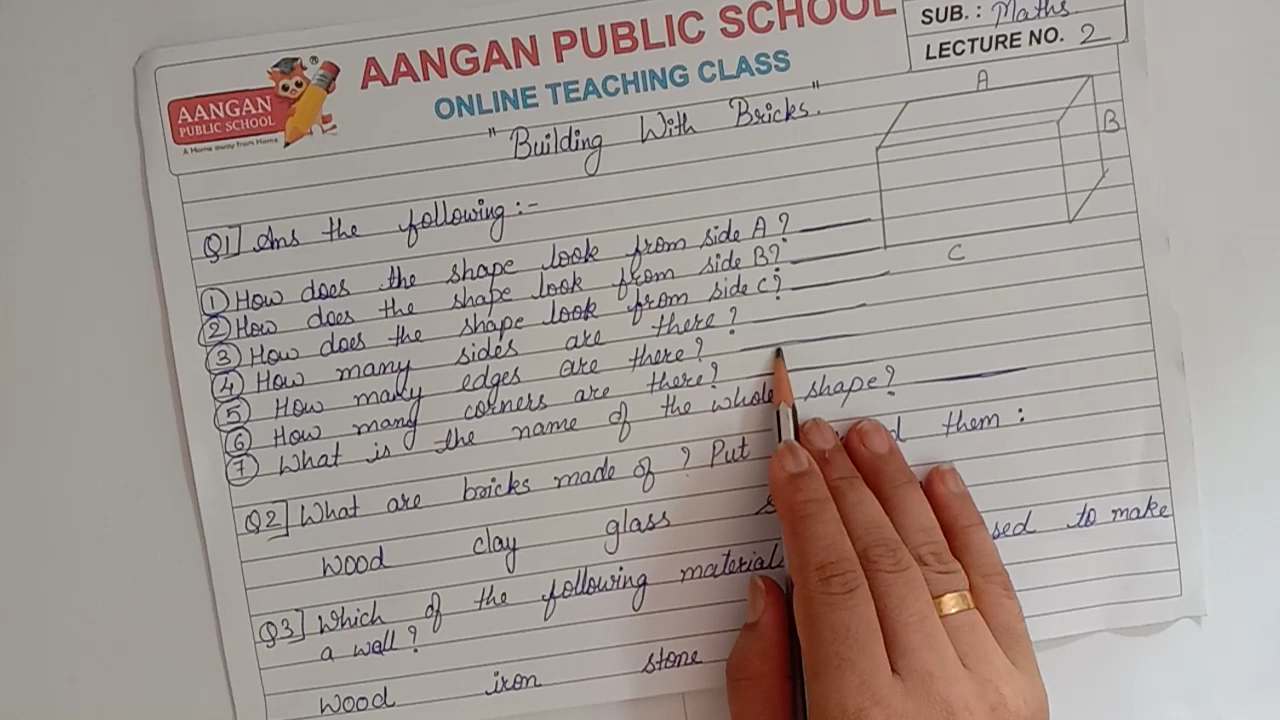 AANGAN PUBLIC SCHOOL
ONLINE TEACHING CLASS
SUB. : Maths
LECTURE NO. 2
AANGAN
PUBLIC SCHOOL
A Home away from Home
"Building With Bricks."
A
B
C
Q1] Ans the following :-
1 How does the shape look from side A ?
2 How does the shape look from side B?
3 How does the shape look from side C?
4 How many sides are there ?
5 How many edges are there ?
6 How many corners are there ?
7 What is the name of the whole shape?
Q2] What are bricks made of ? Put them :
wood clay glass
Q3] Which of the following material sed to make
a wall ?
wood iron stone